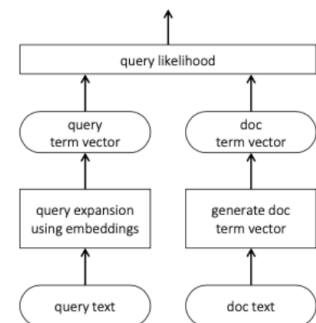 query likelihood
query
term vector
doc
term vector
query expansion
using embeddings
generate doc
term vector
query text
doc text